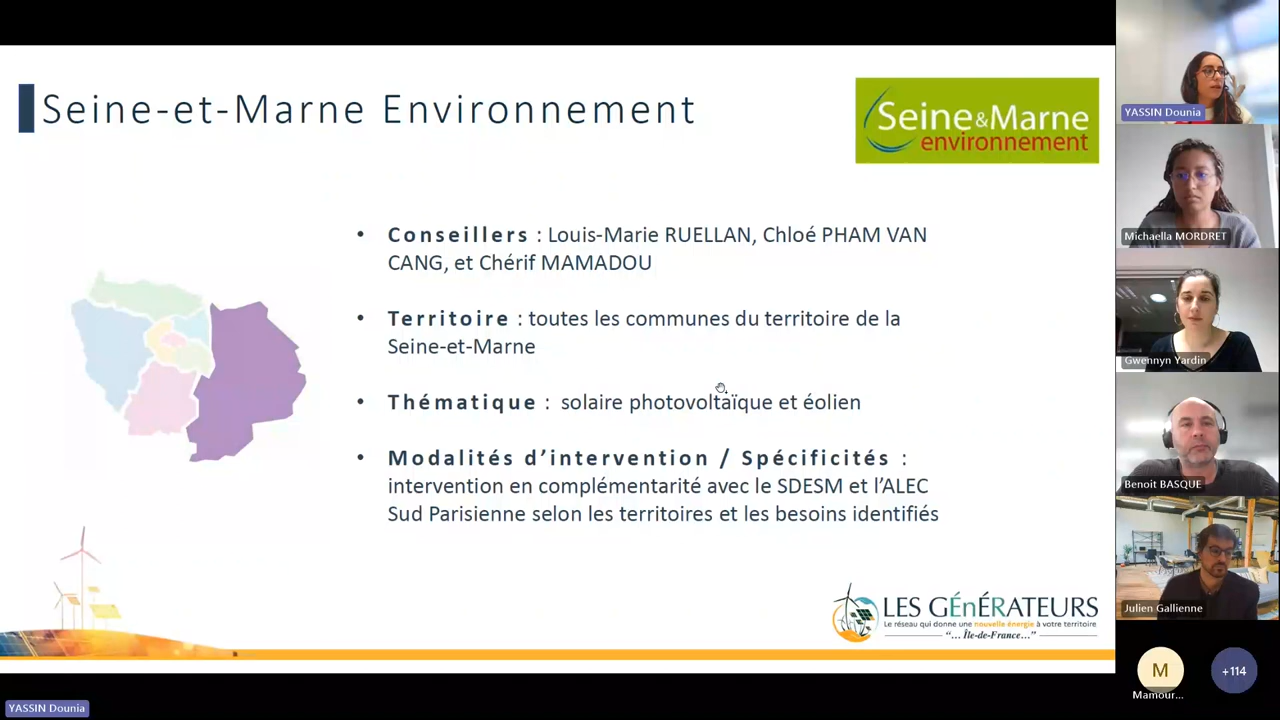 Seine-et-Marne Environnement
Seine&Marne
environnement
• Conseillers : Louis-Marie RUELLAN, Chloé PHAM VAN
CANG, et Chérif MAMADOU
• Territoire : toutes les communes du territoire de la
Seine-et-Marne
• Thématique : solaire photovoltaïque et éolien
• Modalités d'intervention / Spécificités :
intervention en complémentarité avec le SDESM et l'ALEC
Sud Parisienne selon les territoires et les besoins identifiés
LES GÉnÉRATEURS
Le réseau qui donne une nouvelle énergie à votre territoire
"... Île-de-France..."
YASSIN Dounia
Michaella MORDRET
Gwennyn Yardin
Benoit BASQUE
Julien Gallienne
M
+114
Mamour...
YASSIN Dounia